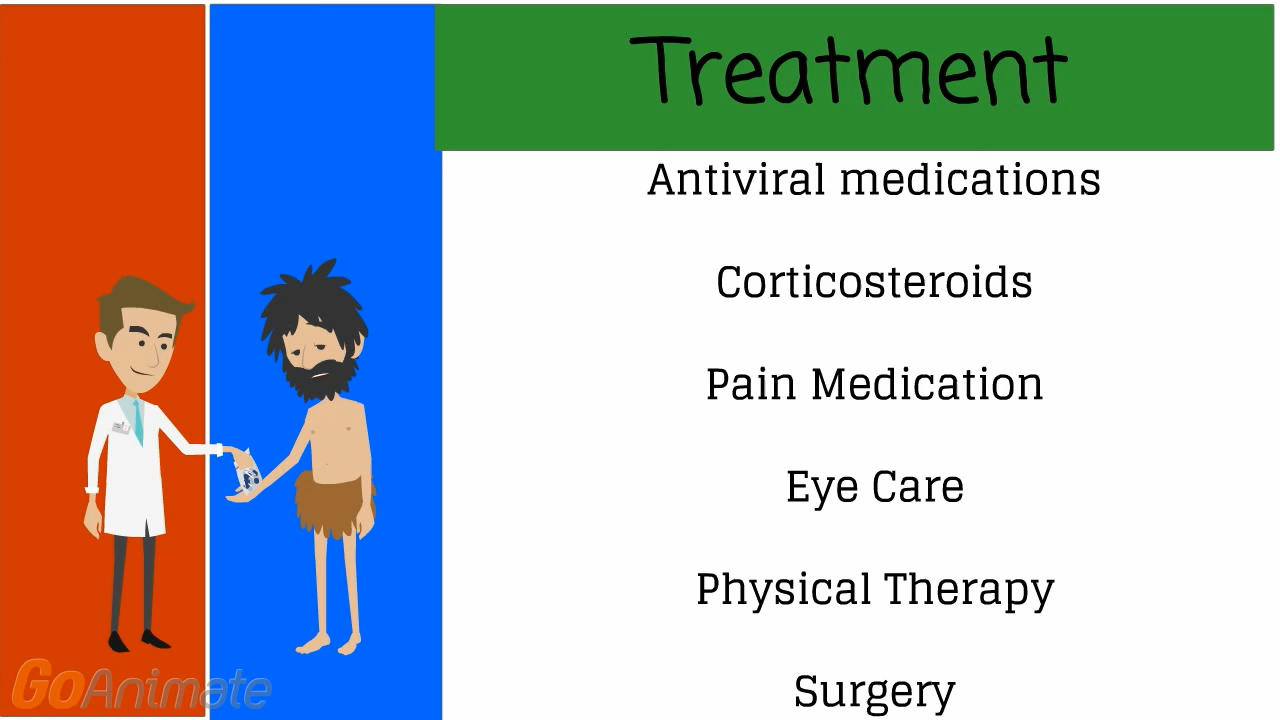 Treatment
Antiviral medications
Corticosteroids
Pain Medication
Eye Care
Physical Therapy
Surgery
GoAnimate